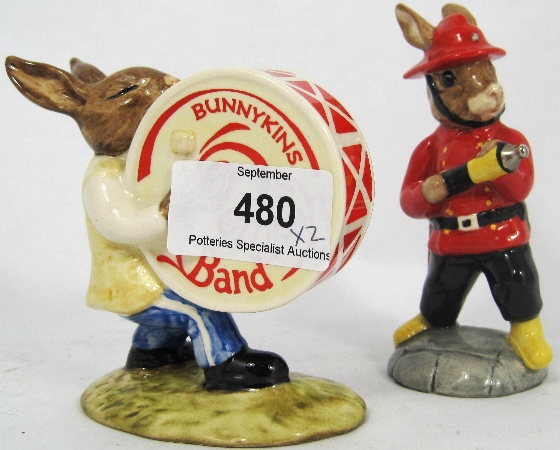 BUNNYKINS
September
480
X2
Potteries Specialist Auctions
Band